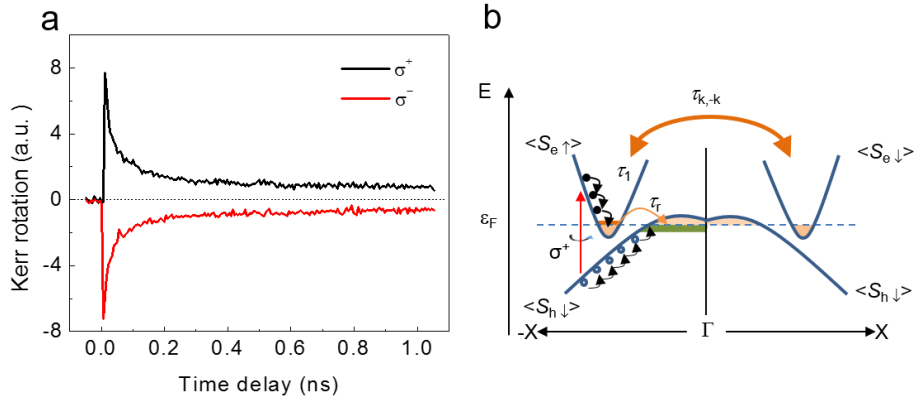 a
Kerr rotation (a.u.)
8
4
0
-4
-8
σ⁺
σ⁻
0.0
0.2
0.4
0.6
0.8
1.0
Time delay (ns)
b
E
τk,-k
<Se↑>
<Se↓>
τ1
τr
εF
σ⁺
<Sh↓>
<Sh↓>
-X
Γ
X